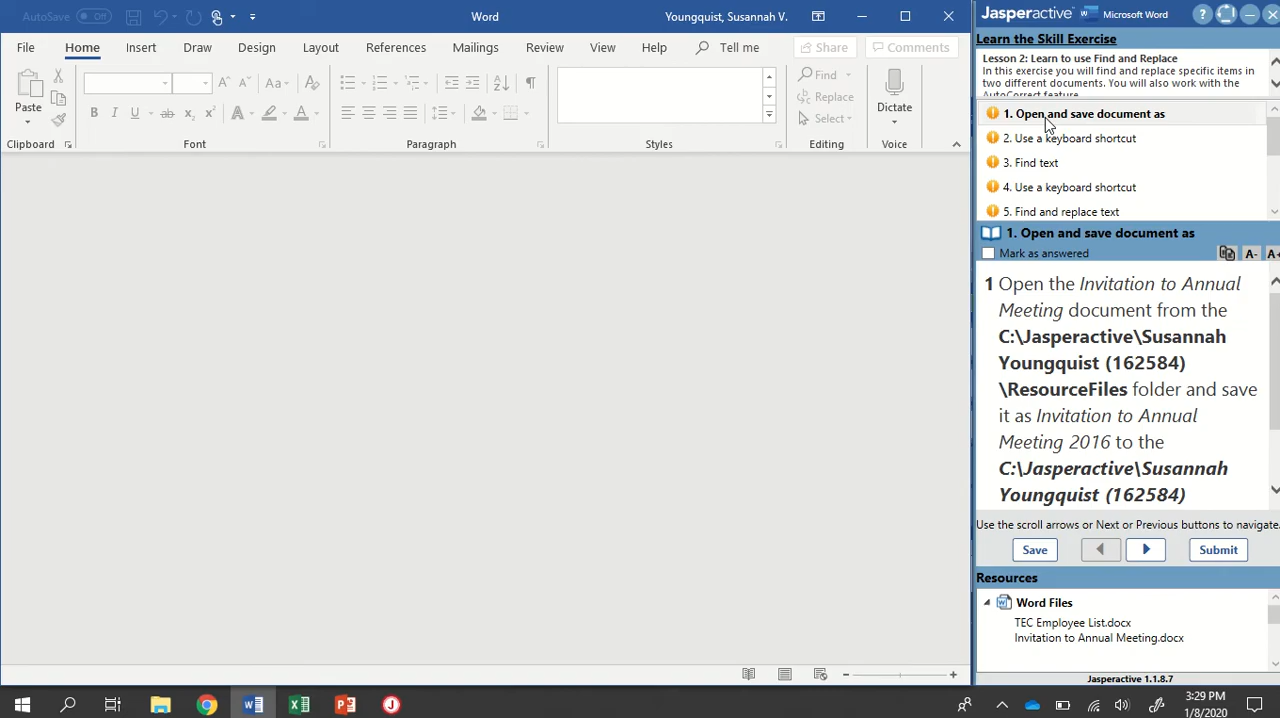 AutoSave Off Word Youngquist, Susannah V.
File Home Insert Draw Design Layout References Mailings Review View Help Tell me Share Comments
Paste
Clipboard
Aa
B I U ab x₂ x² A A
Font
Paragraph
Styles
Find
Replace
Select
Editing
Dictate
Voice
Jasperactive Microsoft Word
Learn the Skill Exercise
Lesson 2: Learn to use Find and Replace
In this exercise you will find and replace specific items in
two different documents. You will also work with the
AutoCorrect feature.
1. Open and save document as
2. Use a keyboard shortcut
3. Find text
4. Use a keyboard shortcut
5. Find and replace text
1. Open and save document as
Mark as answered A- A+
1 Open the Invitation to Annual
Meeting document from the
C:\Jasperactive\Susannah
Youngquist (162584)
\ResourceFiles folder and save
it as Invitation to Annual
Meeting 2016 to the
C:\Jasperactive\Susannah
Youngquist (162584)
Use the scroll arrows or Next or Previous buttons to navigate.
Save Submit
Resources
Word Files
TEC Employee List.docx
Invitation to Annual Meeting.docx
Jasperactive 1.1.8.7
3:29 PM
1/8/2020